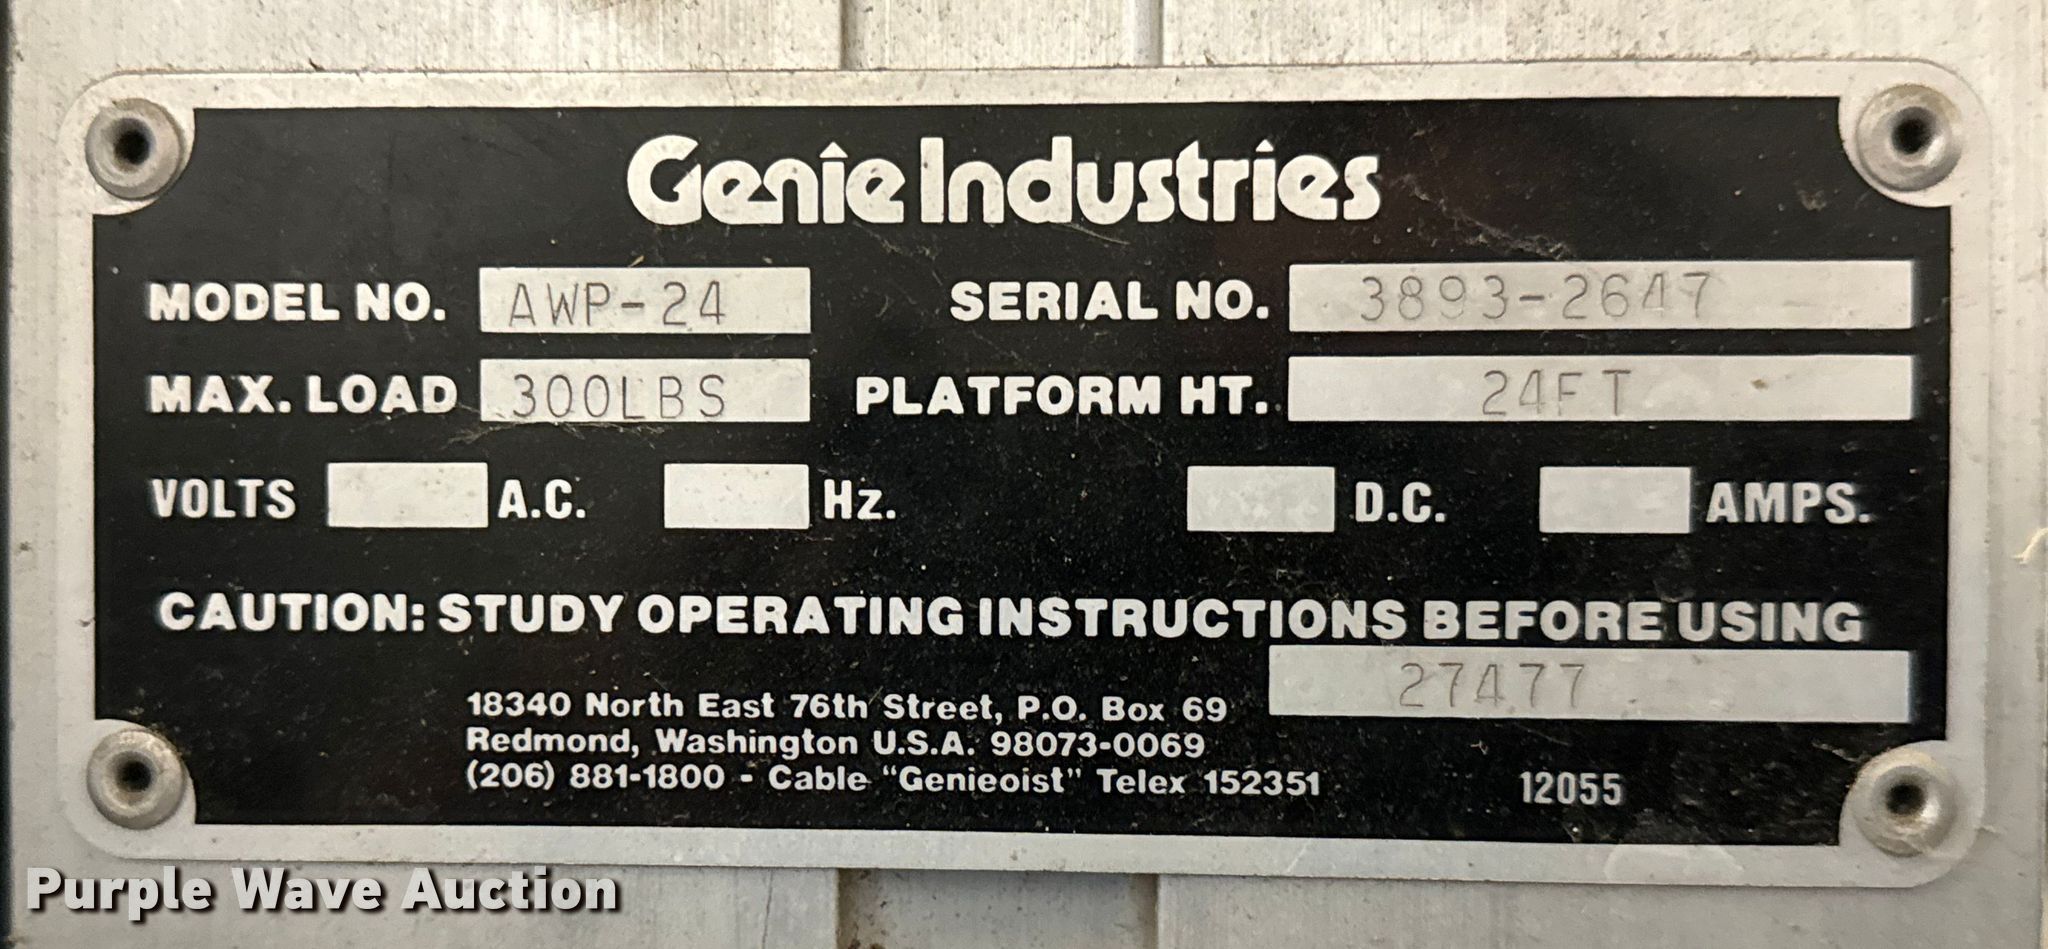 Genie Industries
MODEL NO. AWP-24 SERIAL NO. 3893-2647
MAX. LOAD 300LBS PLATFORM HT. 24FT
VOLTS A.C. Hz. D.C. AMPS.
CAUTION: STUDY OPERATING INSTRUCTIONS BEFORE USING
27477
18340 North East 76th Street, P.O. Box 69
Redmond, Washington U.S.A. 98073-0069
(206) 881-1800 - Cable "Genieoist" Telex 152351
12055
Purple Wave Auction